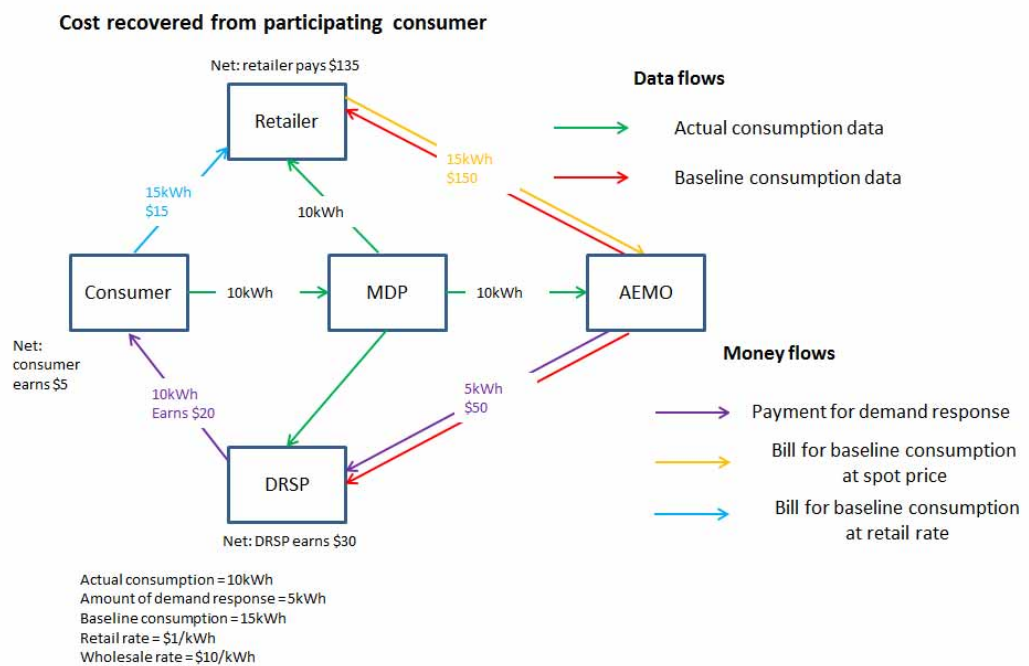 Cost recovered from participating consumer
Net: retailer pays $135
Retailer
Data flows
Actual consumption data
Baseline consumption data
15kWh
$150
15kWh
$15
10kWh
Consumer
10kWh
MDP
10kWh
AEMO
Net:
consumer
earns $5
10kWh
Earns $20
5kWh
$50
Money flows
Payment for demand response
Bill for baseline consumption
at spot price
Bill for baseline consumption
at retail rate
DRSP
Net: DRSP earns $30
Actual consumption = 10kWh
Amount of demand response = 5kWh
Baseline consumption = 15kWh
Retail rate = $1/kWh
Wholesale rate = $10/kWh